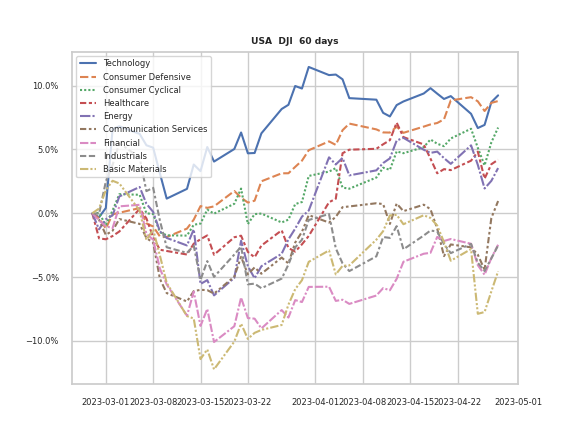 USA DJI 60 days
Technology
Consumer Defensive
Consumer Cyclical
Healthcare
Energy
Communication Services
Financial
Industrials
Basic Materials
10.0%
5.0%
0.0%
−5.0%
−10.0%
2023-03-01 2023-03-08 2023-03-15 2023-03-22 2023-04-01 2023-04-08 2023-04-15 2023-04-22 2023-05-01